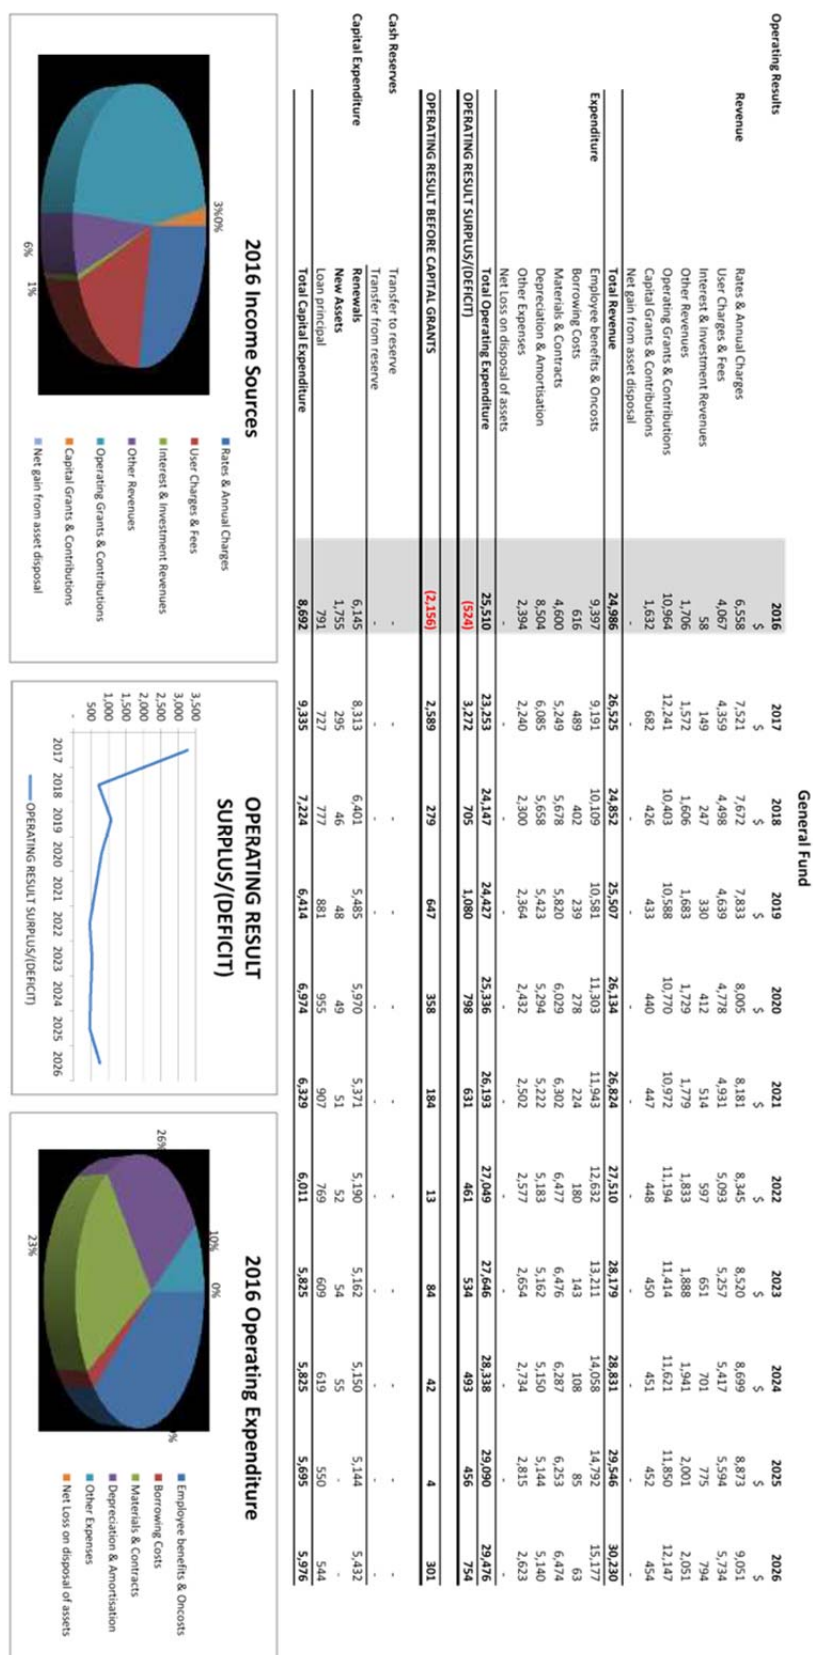 General Fund
Operating Results 2016 2017 2018 2019 2020 2021 2022 2023 2024 2025 2026
$ $ $ $ $ $ $ $ $ $ $
Revenue Rates & Annual Charges 6,558 7,521 7,672 7,833 8,005 8,181 8,345 8,520 8,699 8,873 9,051
User Charges & Fees 4,067 4,359 4,498 4,639 4,778 4,931 5,093 5,257 5,417 5,594 5,734
Interest & Investment Revenues 58 149 247 330 412 514 597 651 701 775 794
Other Revenues 1,706 1,572 1,606 1,683 1,729 1,779 1,833 1,888 1,941 2,001 2,051
Operating Grants & Contributions 10,964 12,241 10,403 10,588 10,770 10,972 11,194 11,414 11,621 11,850 12,147
Capital Grants & Contributions 1,632 682 426 433 440 447 448 450 451 452 454
Net gain from asset disposal - - - - - - - - - - -
Total Revenue 24,986 26,525 24,852 25,507 26,134 26,824 27,510 28,179 28,831 29,546 30,230
Expenditure Employee benefits & Oncosts 9,397 9,191 10,109 10,581 11,303 11,943 12,632 13,211 14,058 14,792 15,177
Borrowing Costs 616 489 402 239 278 224 180 143 108 85 63
Materials & Contracts 4,600 5,249 5,678 5,820 6,029 6,302 6,477 6,476 6,287 6,253 6,474
Depreciation & Amortisation 8,504 6,085 5,658 5,423 5,294 5,222 5,183 5,162 5,150 5,144 5,140
Other Expenses 2,394 2,240 2,300 2,364 2,432 2,502 2,577 2,654 2,734 2,815 2,623
Net Loss on disposal of assets - - - - - - - - - - -
Total Operating Expenditure 25,510 23,253 24,147 24,427 25,336 26,193 27,049 27,646 28,338 29,090 29,476
OPERATING RESULT SURPLUS/(DEFICIT) (524) 3,272 705 1,080 798 631 461 534 493 456 754
OPERATING RESULT BEFORE CAPITAL GRANTS (2,156) 2,589 279 647 358 184 13 84 42 4 301
Cash Reserves Transfer to reserve - - - - - - - - - - -
Transfer from reserve - - - - - - - - - - -
Capital Expenditure Renewals 6,145 8,313 6,401 5,485 5,970 5,371 5,190 5,162 5,150 5,144 5,432
New Assets 1,755 295 46 48 49 51 52 54 55 - -
Loan principal 791 727 777 881 955 907 769 609 619 550 544
Total Capital Expenditure 8,692 9,335 7,224 6,414 6,974 6,329 6,011 5,825 5,825 5,695 5,976
2016 Income Sources
3%0%
6%
1%
Rates & Annual Charges
User Charges & Fees
Interest & Investment Revenues
Other Revenues
Operating Grants & Contributions
Capital Grants & Contributions
Net gain from asset disposal
OPERATING RESULT
SURPLUS/(DEFICIT)
3,500
3,000
2,500
2,000
1,500
1,000
500
-
2017 2018 2019 2020 2021 2022 2023 2024 2025 2026
OPERATING RESULT SURPLUS/(DEFICIT)
2016 Operating Expenditure
10%
0%
26%
23%
Employee benefits & Oncosts
Borrowing Costs
Materials & Contracts
Depreciation & Amortisation
Other Expenses
Net Loss on disposal of assets